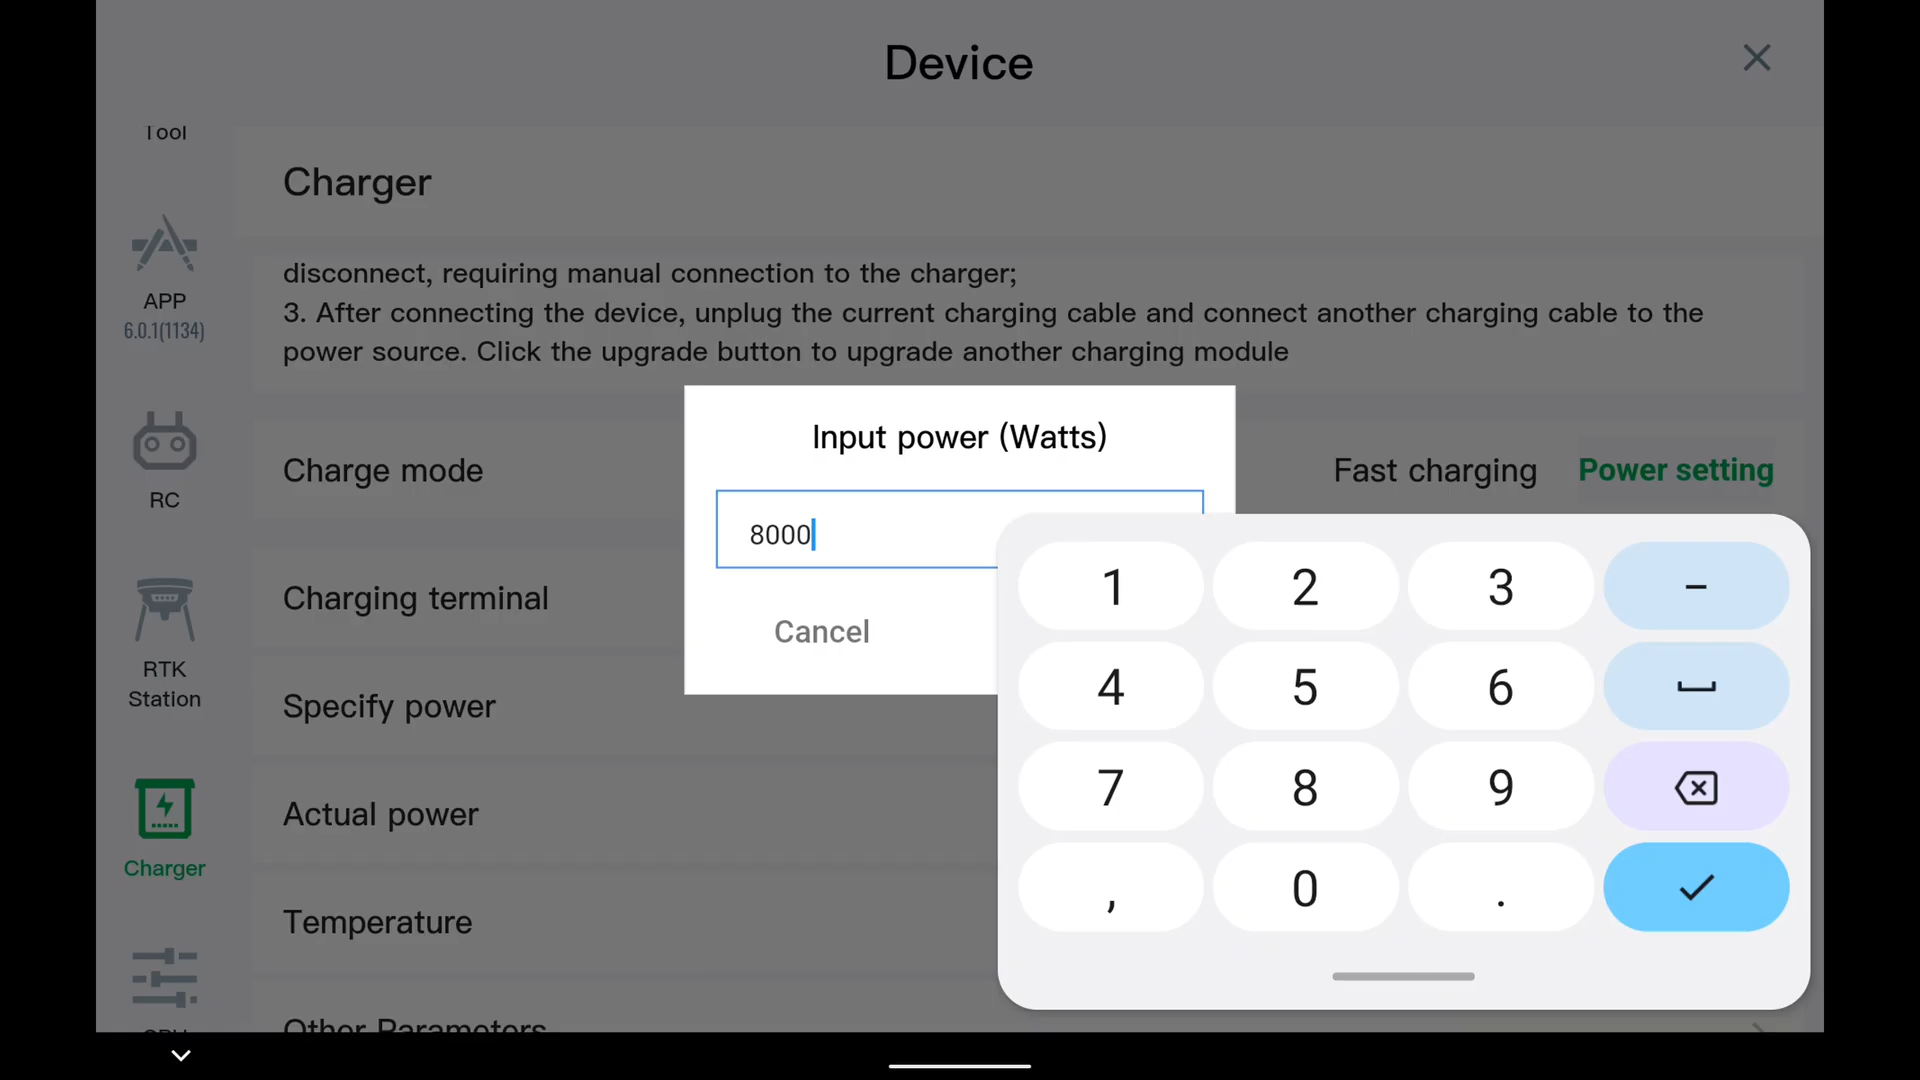 Device
Tool
APP
6.0.1(1134)
RC
RTK
Station
Charger
Charger
disconnect, requiring manual connection to the charger;
3. After connecting the device, unplug the current charging cable and connect another charging cable to the
power source. Click the upgrade button to upgrade another charging module
Charge mode
Fast charging
Power setting
Charging terminal
Specify power
Actual power
Temperature
Other Parameters
Input power (Watts)
8000
Cancel
1 2 3 -
4 5 6
7 8 9
, 0 .